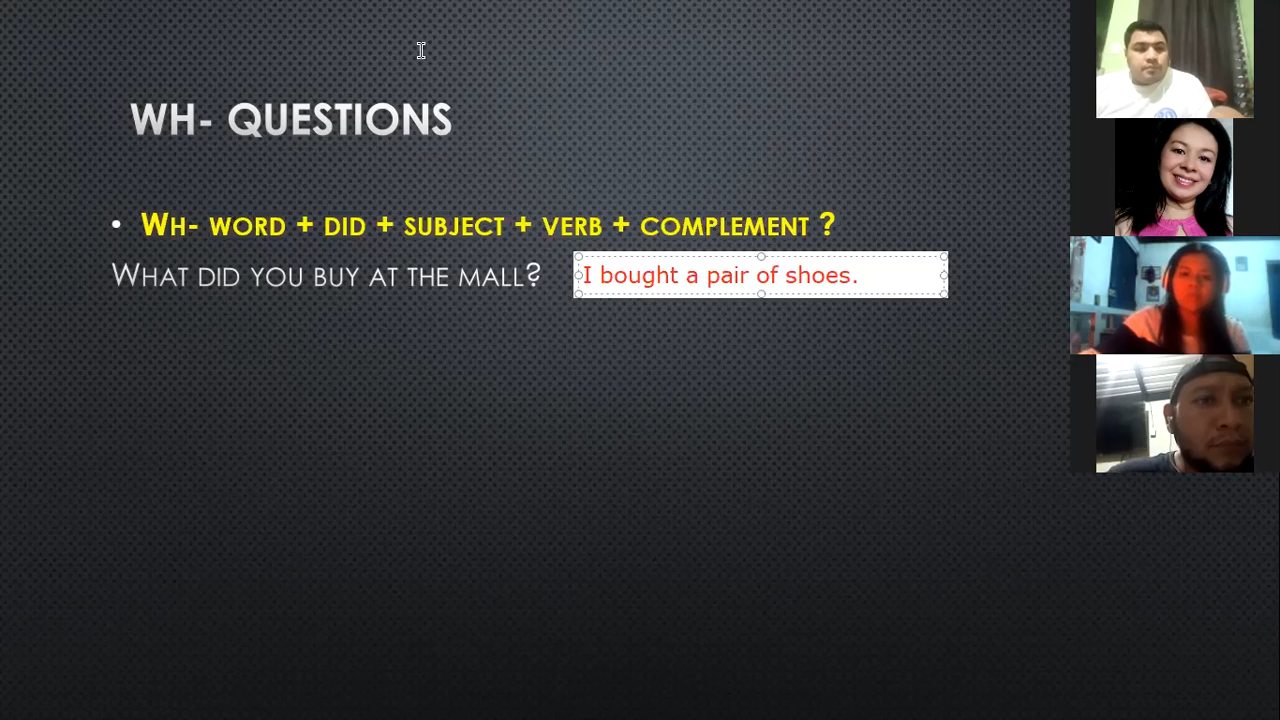 WH- QUESTIONS
• WH- WORD + DID + SUBJECT + VERB + COMPLEMENT ?
WHAT DID YOU BUY AT THE MALL? I bought a pair of shoes.